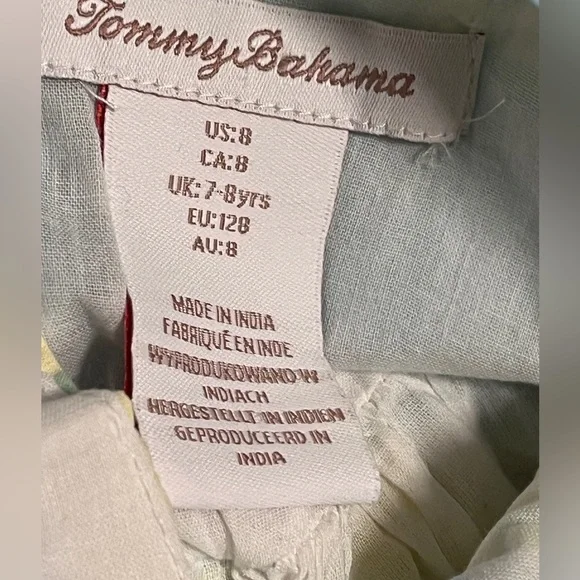 Tommy Bahama
US:8
CA:8
UK:7-8yrs
EU:128
AU:8
MADE IN INDIA
FABRIQUÉ EN INDE
WYPRODUKOWANO W
INDIACH
HERGESTELLT IN INDIEN
GEPRODUCEERD IN
INDIA